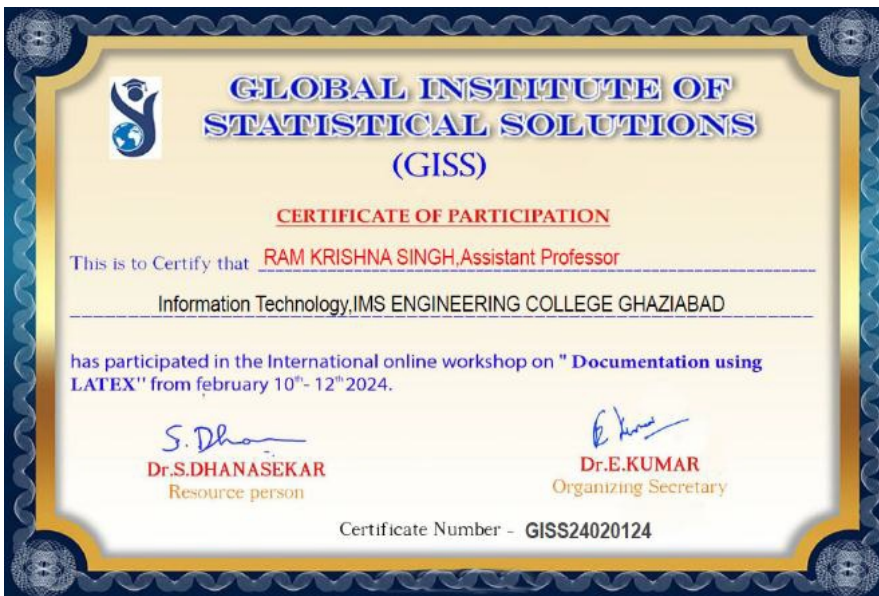 GLOBAL INSTITUTE OF
STATISTICAL SOLUTIONS
(GISS)
CERTIFICATE OF PARTICIPATION
This is to Certify that RAM KRISHNA SINGH,Assistant Professor
Information Technology,IMS ENGINEERING COLLEGE GHAZIABAD
has participated in the International online workshop on " Documentation using
LATEX" from february 10th- 12th 2024.
S. Dhan
E Kumar
Dr.S.DHANASEKAR
Dr.E.KUMAR
Resource person
Organizing Secretary
Certificate Number - GISS24020124